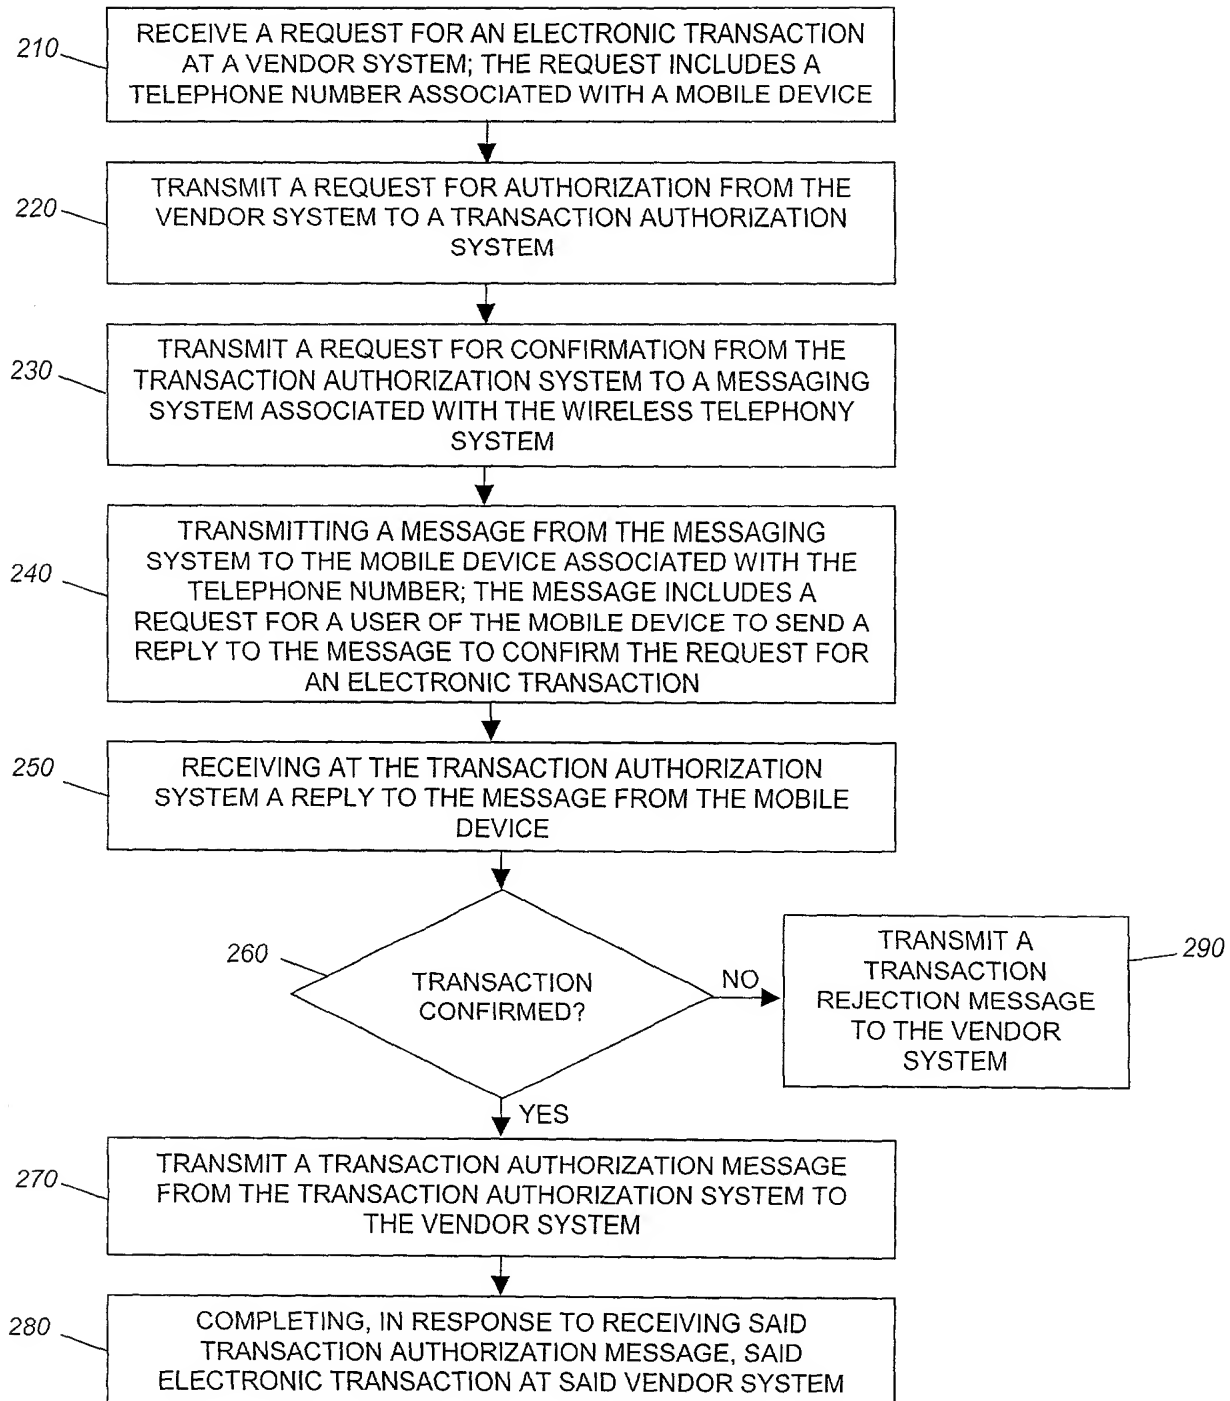 210
RECEIVE A REQUEST FOR AN ELECTRONIC TRANSACTION
AT A VENDOR SYSTEM; THE REQUEST INCLUDES A
TELEPHONE NUMBER ASSOCIATED WITH A MOBILE DEVICE
220
TRANSMIT A REQUEST FOR AUTHORIZATION FROM THE
VENDOR SYSTEM TO A TRANSACTION AUTHORIZATION
SYSTEM
230
TRANSMIT A REQUEST FOR CONFIRMATION FROM THE
TRANSACTION AUTHORIZATION SYSTEM TO A MESSAGING
SYSTEM ASSOCIATED WITH THE WIRELESS TELEPHONY
SYSTEM
240
TRANSMITTING A MESSAGE FROM THE MESSAGING
SYSTEM TO THE MOBILE DEVICE ASSOCIATED WITH THE
TELEPHONE NUMBER; THE MESSAGE INCLUDES A
REQUEST FOR A USER OF THE MOBILE DEVICE TO SEND A
REPLY TO THE MESSAGE TO CONFIRM THE REQUEST FOR
AN ELECTRONIC TRANSACTION
250
RECEIVING AT THE TRANSACTION AUTHORIZATION
SYSTEM A REPLY TO THE MESSAGE FROM THE MOBILE
DEVICE
260
TRANSACTION
CONFIRMED?
NO
290
TRANSMIT A
TRANSACTION
REJECTION MESSAGE
TO THE VENDOR
SYSTEM
YES
270
TRANSMIT A TRANSACTION AUTHORIZATION MESSAGE
FROM THE TRANSACTION AUTHORIZATION SYSTEM TO
THE VENDOR SYSTEM
280
COMPLETING, IN RESPONSE TO RECEIVING SAID
TRANSACTION AUTHORIZATION MESSAGE, SAID
ELECTRONIC TRANSACTION AT SAID VENDOR SYSTEM